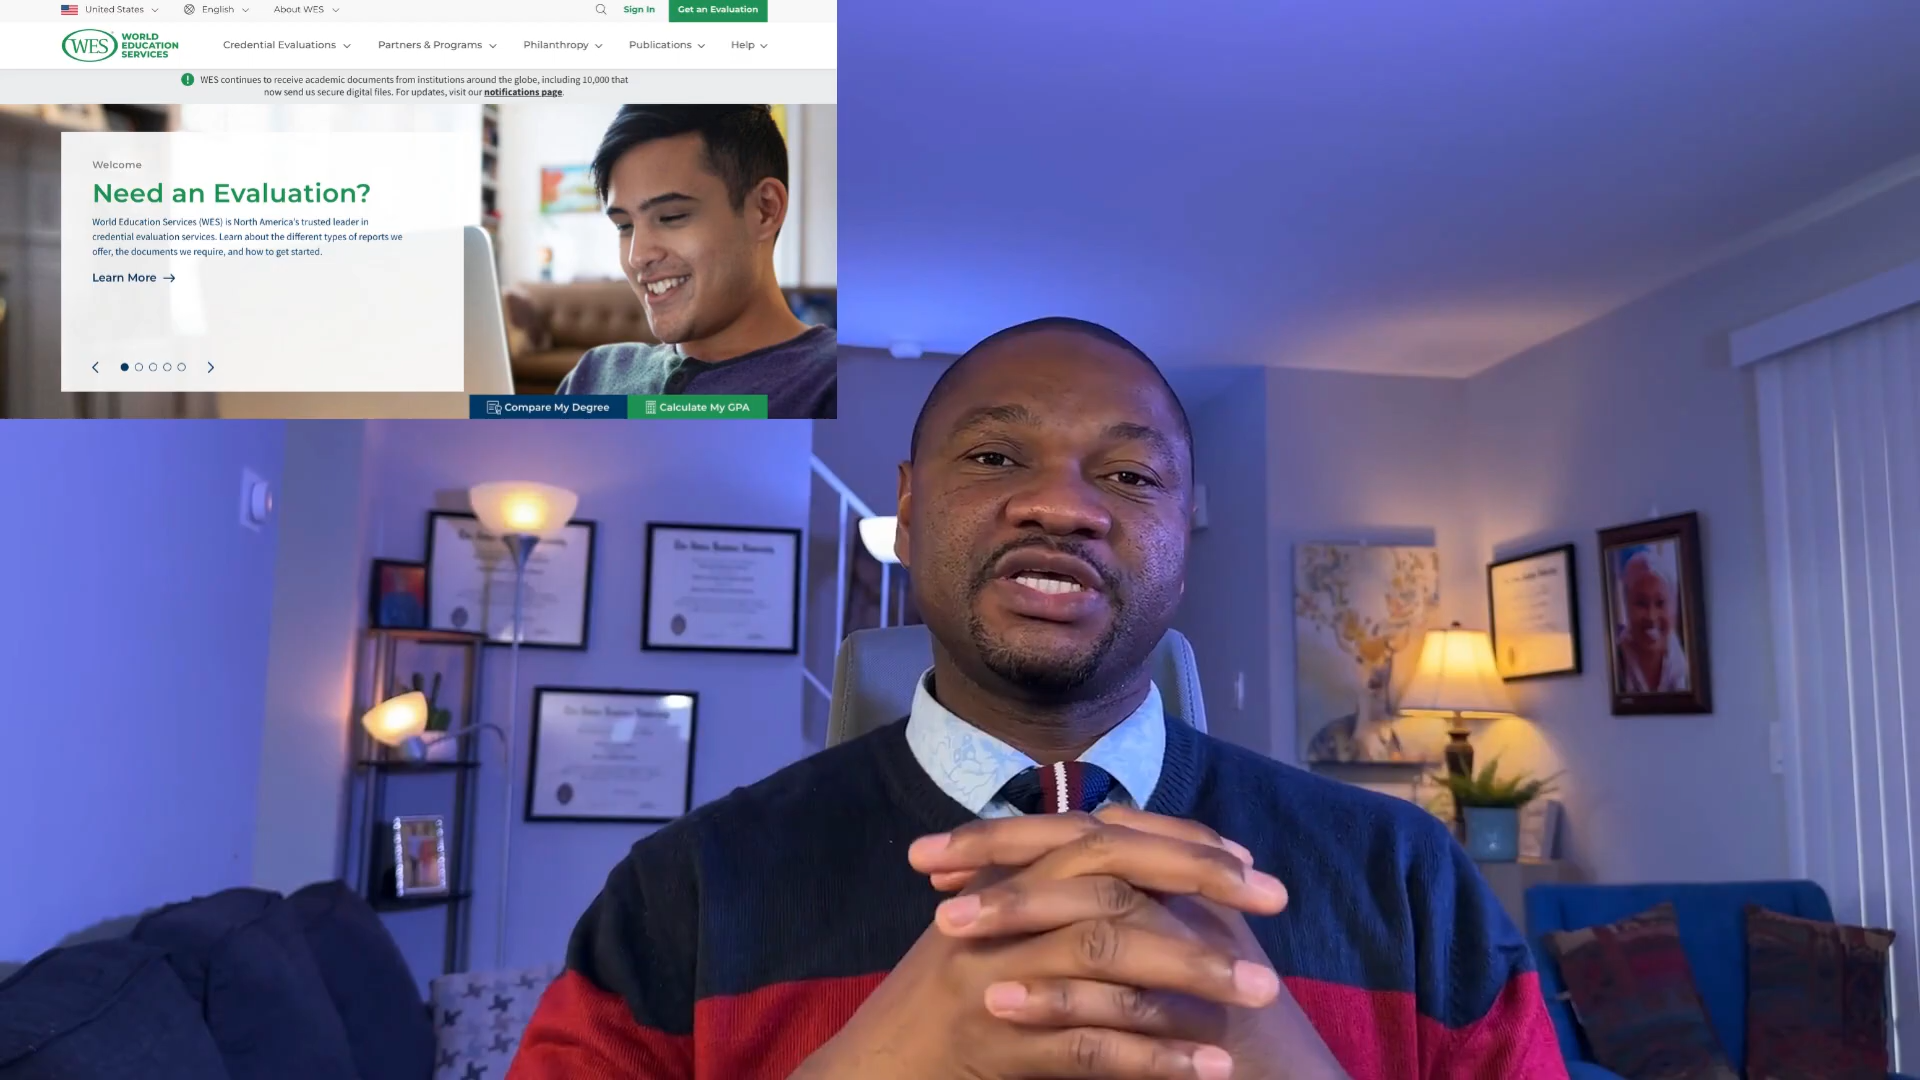 United States
English
About WES
Sign In
Get an Evaluation
WES
WORLD
EDUCATION
SERVICES
Credential Evaluations
Partners & Programs
Philanthropy
Publications
Help
WES continues to receive academic documents from institutions around the globe, including 10,000 that
now send us secure digital files. For updates, visit our notifications page.
Welcome
Need an Evaluation?
World Education Services (WES) is North America's trusted leader in
credential evaluation services. Learn about the different types of reports we
offer, the documents we require, and how to get started.
Learn More
Compare My Degree
Calculate My GPA